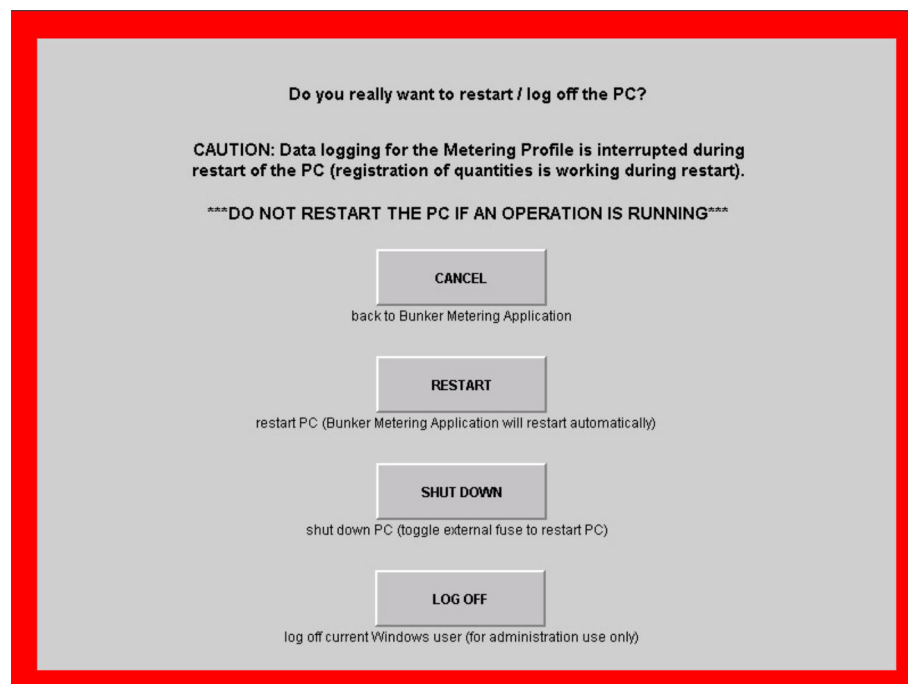 Do you really want to restart / log off the PC?
CAUTION: Data logging for the Metering Profile is interrupted during
restart of the PC (registration of quantities is working during restart).
***DO NOT RESTART THE PC IF AN OPERATION IS RUNNING***
CANCEL
back to Bunker Metering Application
RESTART
restart PC (Bunker Metering Application will restart automatically)
SHUT DOWN
shut down PC (toggle external fuse to restart PC)
LOG OFF
log off current Windows user (for administration use only)